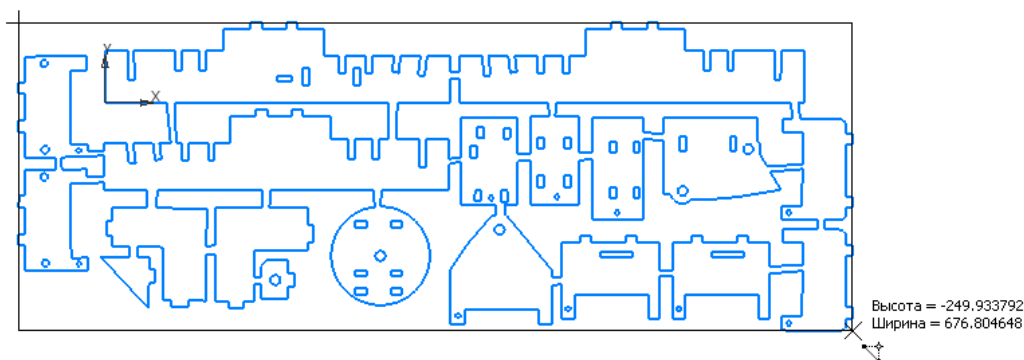 Y
X
Высота = -249.933792
Ширина = 676.804648